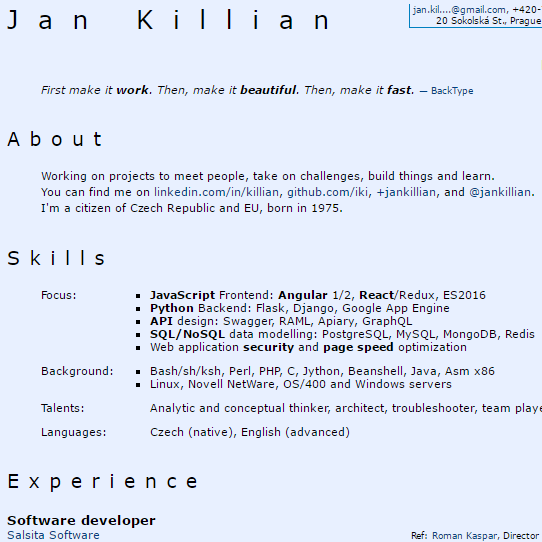 Jan Killian
jan.kil....@gmail.com, +420-
20 Sokolská St., Prague
First make it work. Then, make it beautiful. Then, make it fast. — BackType
About
Working on projects to meet people, take on challenges, build things and learn.
You can find me on linkedin.com/in/killian, github.com/iki, +jankillian, and @jankillian.
I'm a citizen of Czech Republic and EU, born in 1975.
Skills
Focus:
▪ JavaScript Frontend: Angular 1/2, React/Redux, ES2016
▪ Python Backend: Flask, Django, Google App Engine
▪ API design: Swagger, RAML, Apiary, GraphQL
▪ SQL/NoSQL data modelling: PostgreSQL, MySQL, MongoDB, Redis
▪ Web application security and page speed optimization
Background:
▪ Bash/sh/ksh, Perl, PHP, C, Jython, Beanshell, Java, Asm x86
▪ Linux, Novell NetWare, OS/400 and Windows servers
Talents: Analytic and conceptual thinker, architect, troubleshooter, team playe
Languages: Czech (native), English (advanced)
Experience
Software developer
Salsita Software
Ref: Roman Kaspar, Director